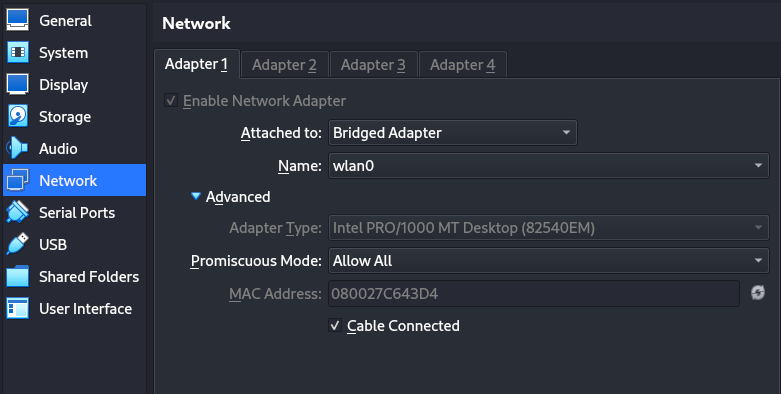 General
System
Display
Storage
Audio
Network
Serial Ports
USB
Shared Folders
User Interface
Network
Adapter 1 Adapter 2 Adapter 3 Adapter 4
Enable Network Adapter
Attached to: Bridged Adapter
Name: wlan0
Advanced
Adapter Type: Intel PRO/1000 MT Desktop (82540EM)
Promiscuous Mode: Allow All
MAC Address: 080027C643D4
Cable Connected